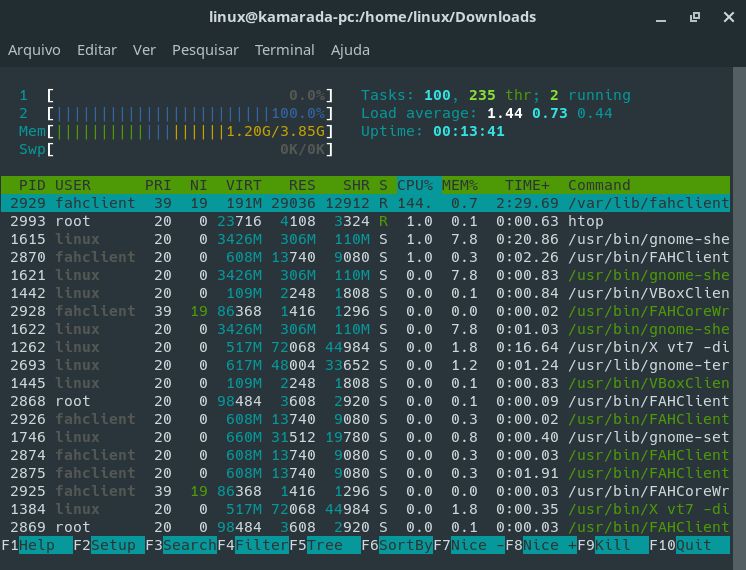 linux@kamarada-pc:/home/linux/Downloads
Arquivo Editar Ver Pesquisar Terminal Ajuda
1 [ 0.0%] Tasks: 100, 235 thr; 2 running
2 [||||||||||||||||||||||||100.0%] Load average: 1.44 0.73 0.44
Mem[|||||||||||||||||||1.20G/3.85G] Uptime: 00:13:41
Swp[ 0K/0K]
PID USER PRI NI VIRT RES SHR S CPU% MEM% TIME+ Command
2929 fahclient 39 19 191M 29036 12912 R 144. 0.7 2:29.69 /var/lib/fahclient
2993 root 20 0 23716 4108 3324 R 1.0 0.1 0:00.63 htop
1615 linux 20 0 3426M 306M 110M S 1.0 7.8 0:20.86 /usr/bin/gnome-she
2870 fahclient 20 0 608M 13740 9080 S 1.0 0.3 0:02.26 /usr/bin/FAHClient
1621 linux 20 0 3426M 306M 110M S 0.0 7.8 0:00.83 /usr/bin/gnome-she
1442 linux 20 0 109M 2248 1808 S 0.0 0.1 0:00.84 /usr/bin/VBoxClien
2928 fahclient 39 19 86368 1416 1296 S 0.0 0.0 0:00.02 /usr/bin/FAHCoreWr
1622 linux 20 0 3426M 306M 110M S 0.0 7.8 0:01.03 /usr/bin/gnome-she
1262 linux 20 0 517M 72068 44984 S 0.0 1.8 0:16.64 /usr/bin/X vt7 -di
2693 linux 20 0 617M 48004 33652 S 0.0 1.2 0:01.24 /usr/lib/gnome-ter
1445 linux 20 0 109M 2248 1808 S 0.0 0.1 0:00.83 /usr/bin/VBoxClien
2868 root 20 0 98484 3608 2920 S 0.0 0.1 0:00.09 /usr/bin/FAHClient
2926 fahclient 20 0 608M 13740 9080 S 0.0 0.3 0:00.02 /usr/bin/FAHClient
1746 linux 20 0 660M 31512 19780 S 0.0 0.8 0:00.40 /usr/lib/gnome-set
2874 fahclient 20 0 608M 13740 9080 S 0.0 0.3 0:00.03 /usr/bin/FAHClient
2875 fahclient 20 0 608M 13740 9080 S 0.0 0.3 0:01.91 /usr/bin/FAHClient
2925 fahclient 39 19 86368 1416 1296 S 0.0 0.0 0:00.03 /usr/bin/FAHCoreWr
1384 linux 20 0 517M 72068 44984 S 0.0 1.8 0:00.35 /usr/bin/X vt7 -di
2869 root 20 0 98484 3608 2920 S 0.0 0.1 0:00.03 /usr/bin/FAHClient
F1Help F2Setup F3SearchF4FilterF5Tree F6SortByF7Nice -F8Nice +F9Kill F10Quit